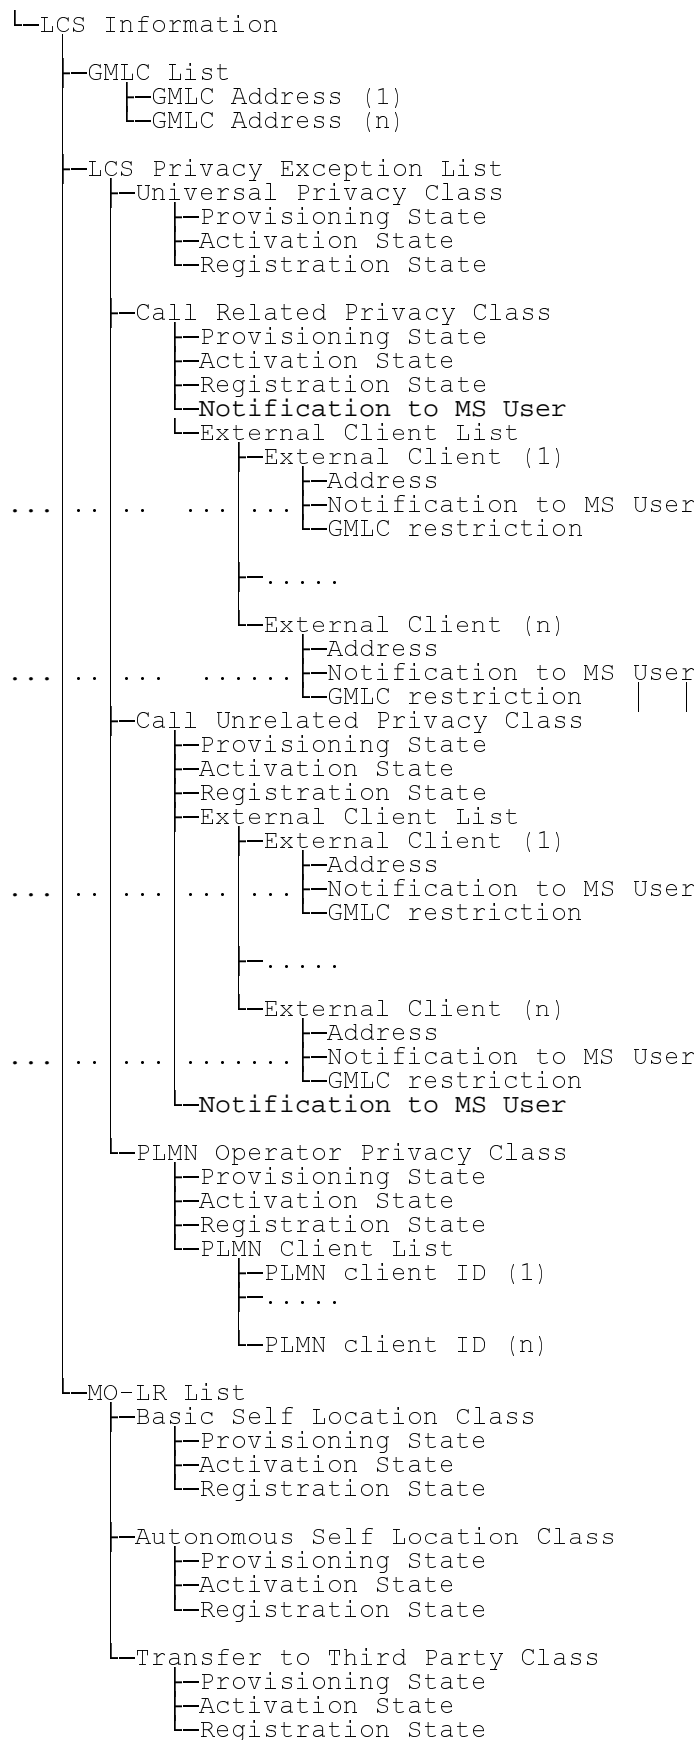 LCS Information
GMLC List
GMLC Address (1)
GMLC Address (n)
LCS Privacy Exception List
Universal Privacy Class
Provisioning State
Activation State
Registration State
Call Related Privacy Class
Provisioning State
Activation State
Registration State
Notification to MS User
External Client List
External Client (1)
Address
... .. .. ... ... Notification to MS User
GMLC restriction
.....
External Client (n)
Address
... .. ... ...... Notification to MS User
GMLC restriction
Call Unrelated Privacy Class
Provisioning State
Activation State
Registration State
External Client List
External Client (1)
Address
... .. ... ... ... Notification to MS User
GMLC restriction
.....
External Client (n)
Address
... .. ... ....... Notification to MS User
GMLC restriction
Notification to MS User
PLMN Operator Privacy Class
Provisioning State
Activation State
Registration State
PLMN Client List
PLMN client ID (1)
.....
PLMN client ID (n)
MO-LR List
Basic Self Location Class
Provisioning State
Activation State
Registration State
Autonomous Self Location Class
Provisioning State
Activation State
Registration State
Transfer to Third Party Class
Provisioning State
Activation State
Registration State